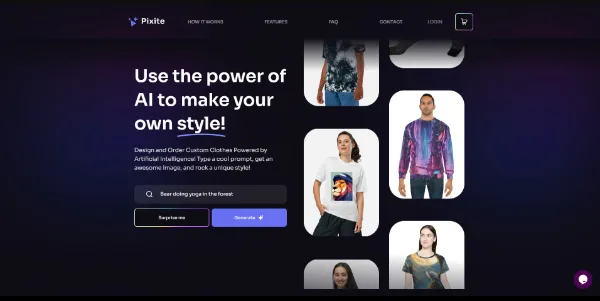 Pixite
HOW IT WORKS
FEATURES
FAQ
CONTACT
LOGIN
Use the power of
AI to make your
own style!
Design and Order Custom Clothes Powered by
Artificial Intelligence! Type a cool prompt, get an
awesome image, and rock a unique style!
Bear doing yoga in the forest
Surprise me
Generate